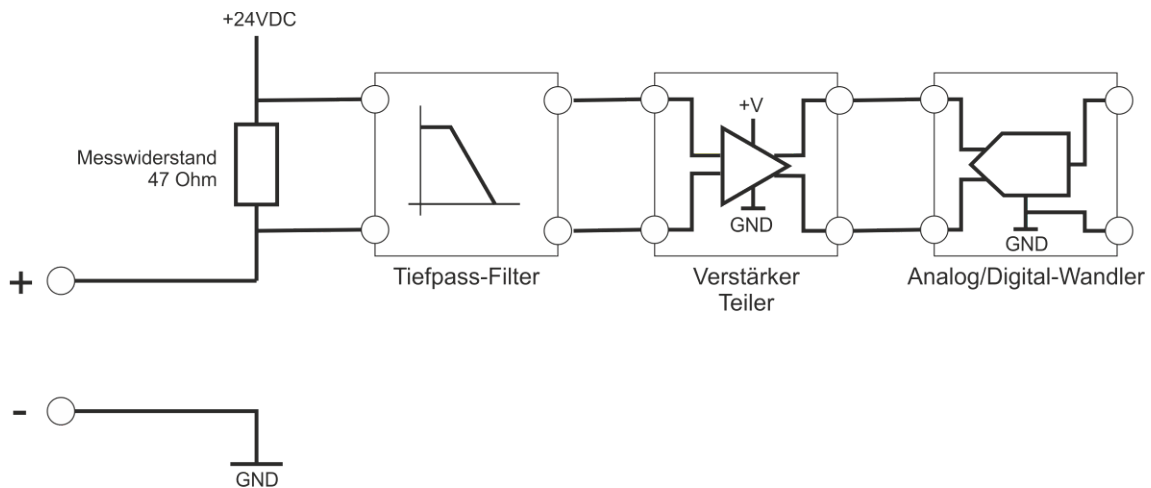 +24VDC
Messwiderstand
47 Ohm
+V
GND
GND
Tiefpass-Filter
Verstärker
Teiler
Analog/Digital-Wandler
+
-
GND